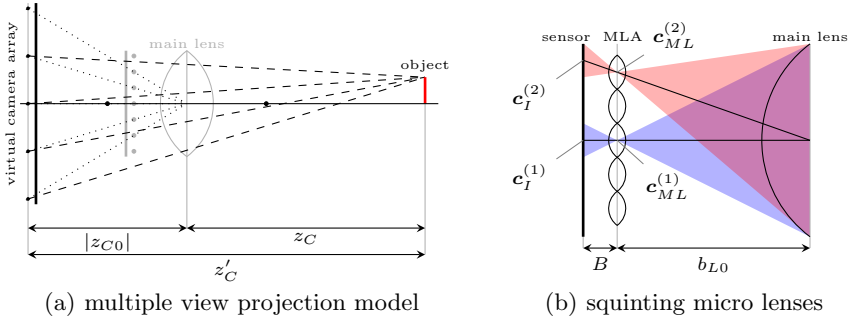 virtual camera array
main lens
object
|z_{C0}|
z_C
z'_C
(a) multiple view projection model
sensor
MLA
c_{ML}^{(2)}
main lens
c_I^{(2)}
c_I^{(1)}
c_{ML}^{(1)}
B
b_{L0}
(b) squinting micro lenses